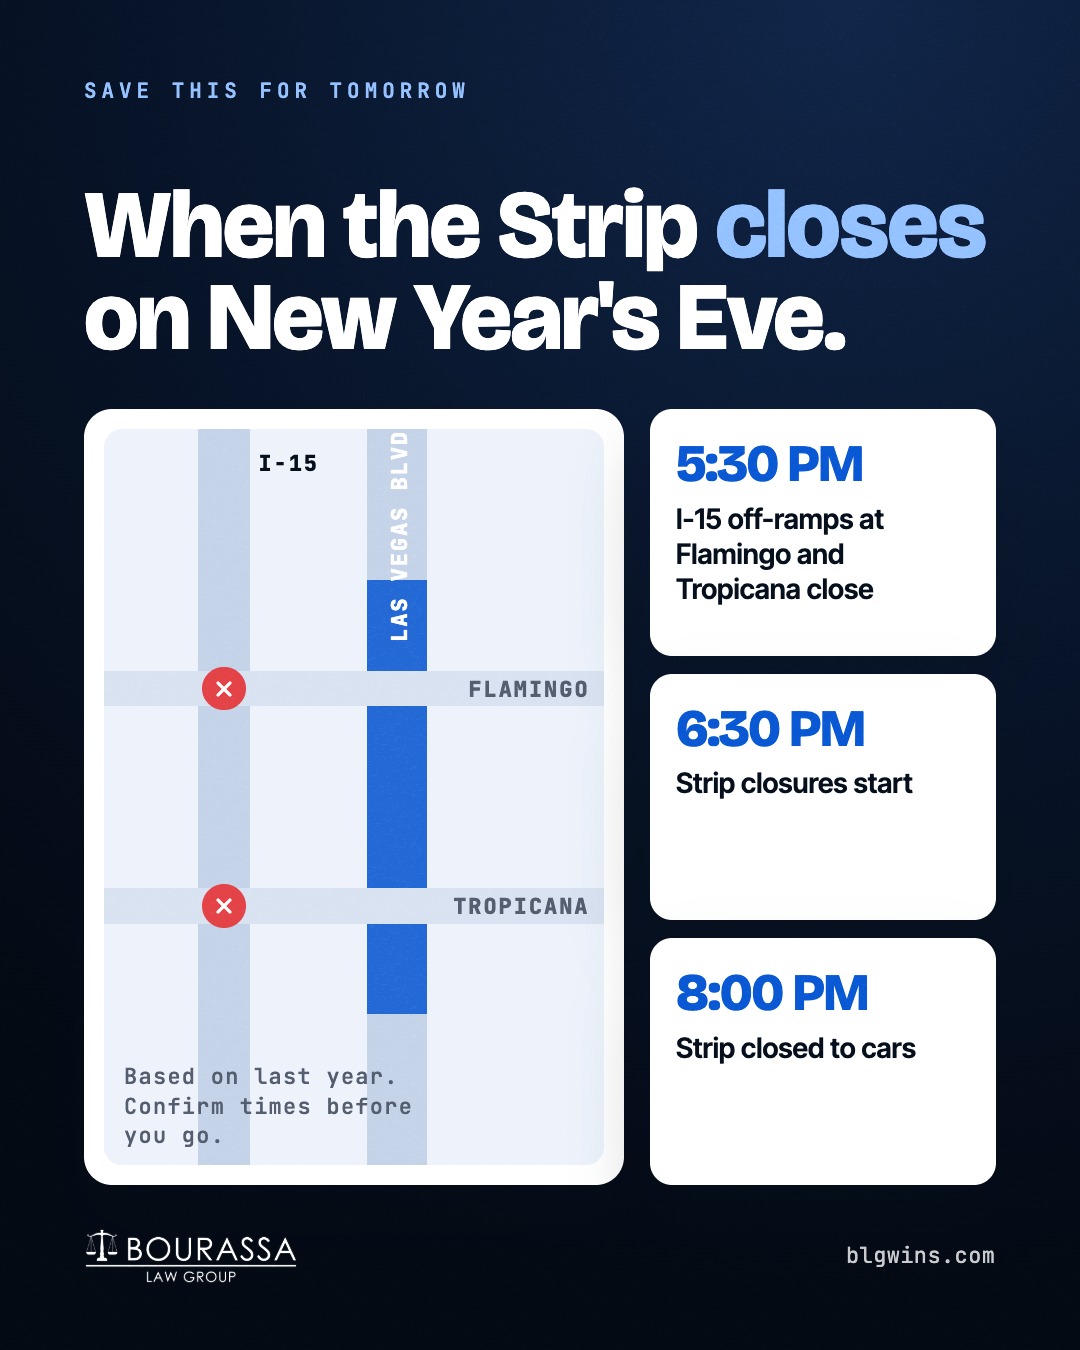 SAVE THIS FOR TOMORROW
When the Strip closes
on New Year's Eve.
I-15
LAS VEGAS BLVD
FLAMINGO
TROPICANA
Based on last year.
Confirm times before
you go.
5:30 PM
I-15 off-ramps at
Flamingo and
Tropicana close
6:30 PM
Strip closures start
8:00 PM
Strip closed to cars
BOURASSA
LAW GROUP
blgwins.com